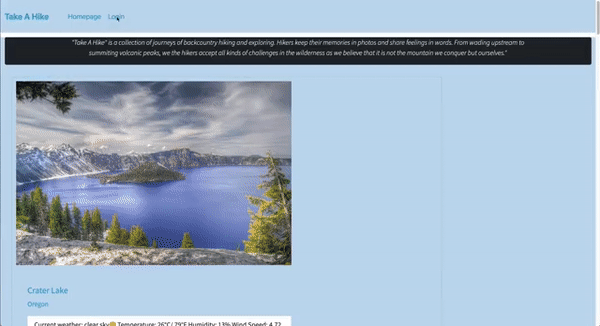 Take A Hike Homepage Login
"Take A Hike" is a collection of journeys of backcountry hiking and exploring. Hikers keep their memories in photos and share feelings in words. From wading upstream to
summiting volcanic peaks, we the hikers accept all kinds of challenges in the wilderness as we believe that it is not the mountain we conquer but ourselves."
Crater Lake
Oregon
Current weather: clear sky Temperature: 26°C/ 79°F Humidity: 13% Wind Speed: 4.72